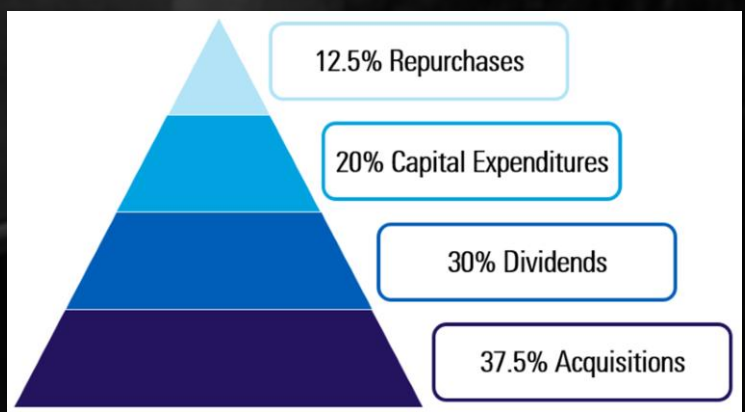 12.5% Repurchases
20% Capital Expenditures
30% Dividends
37.5% Acquisitions